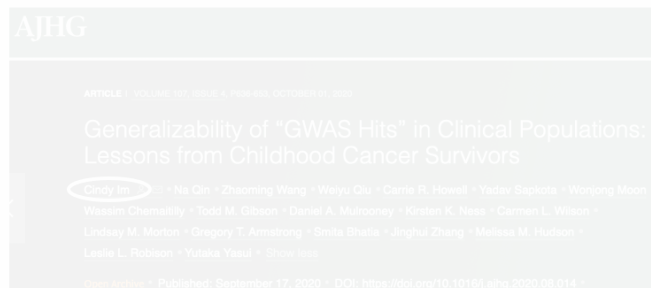 AJHG
ARTICLE | VOLUME 107, ISSUE 4, P636-653, OCTOBER 01, 2020
Generalizability of "GWAS Hits" in Clinical Populations:
Lessons from Childhood Cancer Survivors
Cindy Im • Na Qin • Zhaoming Wang • Weiyu Qiu • Carrie R. Howell • Yadav Sapkota • Wonjong Moon
Wassim Chemaitilly • Todd M. Gibson • Daniel A. Mulrooney • Kirsten K. Ness • Carmen L. Wilson •
Lindsay M. Morton • Gregory T. Armstrong • Smita Bhatia • Jinghui Zhang • Melissa M. Hudson •
Leslie L. Robison • Yutaka Yasui • Show less
Open Archive • Published: September 17, 2020 • DOI: https://doi.org/10.1016/j.ajhg.2020.08.014